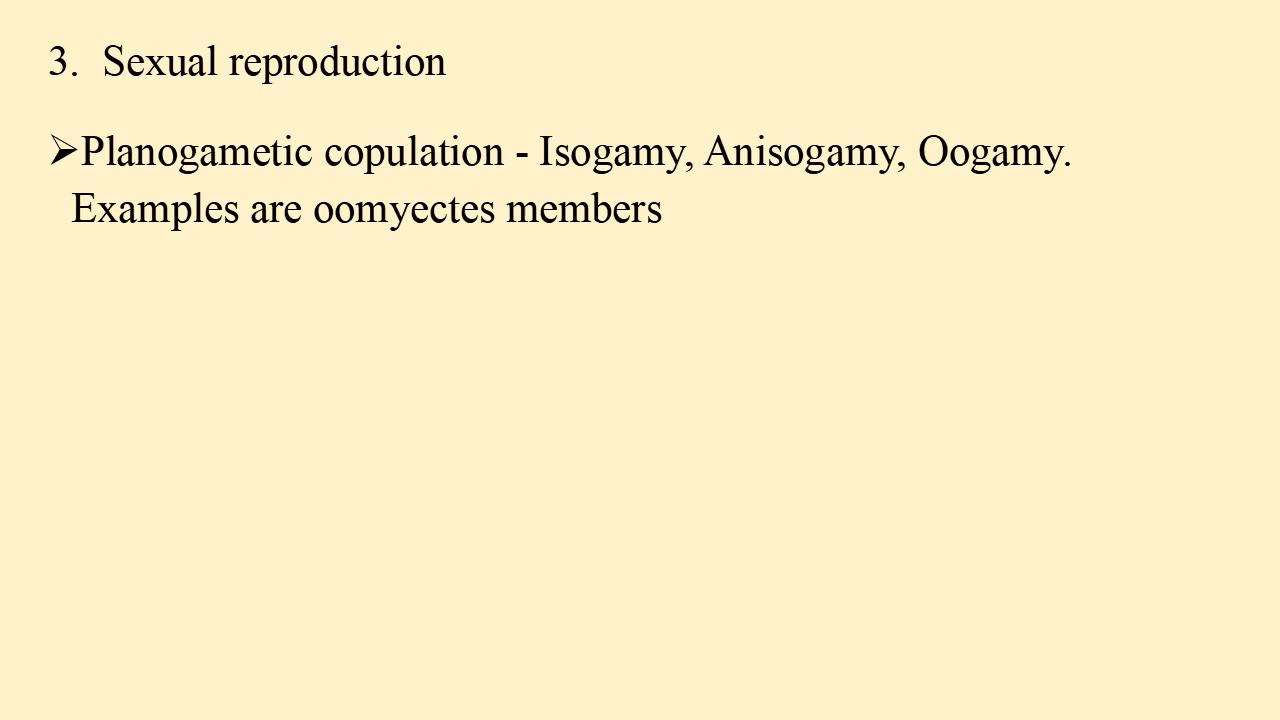 3. Sexual reproduction
➢Planogametic copulation - Isogamy, Anisogamy, Oogamy.
Examples are oomyectes members